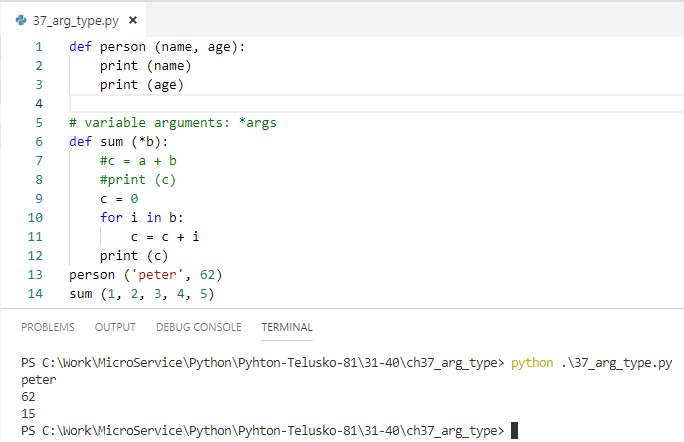 37_arg_type.py ×
1 def person (name, age):
2     print (name)
3     print (age)
4
5 # variable arguments: *args
6 def sum (*b):
7     #c = a + b
8     #print (c)
9     c = 0
10     for i in b:
11         c = c + i
12     print (c)
13 person ('peter', 62)
14 sum (1, 2, 3, 4, 5)
PROBLEMS OUTPUT DEBUG CONSOLE TERMINAL
PS C:\Work\MicroService\Python\Pyhton-Telusko-81\31-40\ch37_arg_type> python .\37_arg_type.py
peter
62
15
PS C:\Work\MicroService\Python\Pyhton-Telusko-81\31-40\ch37_arg_type>